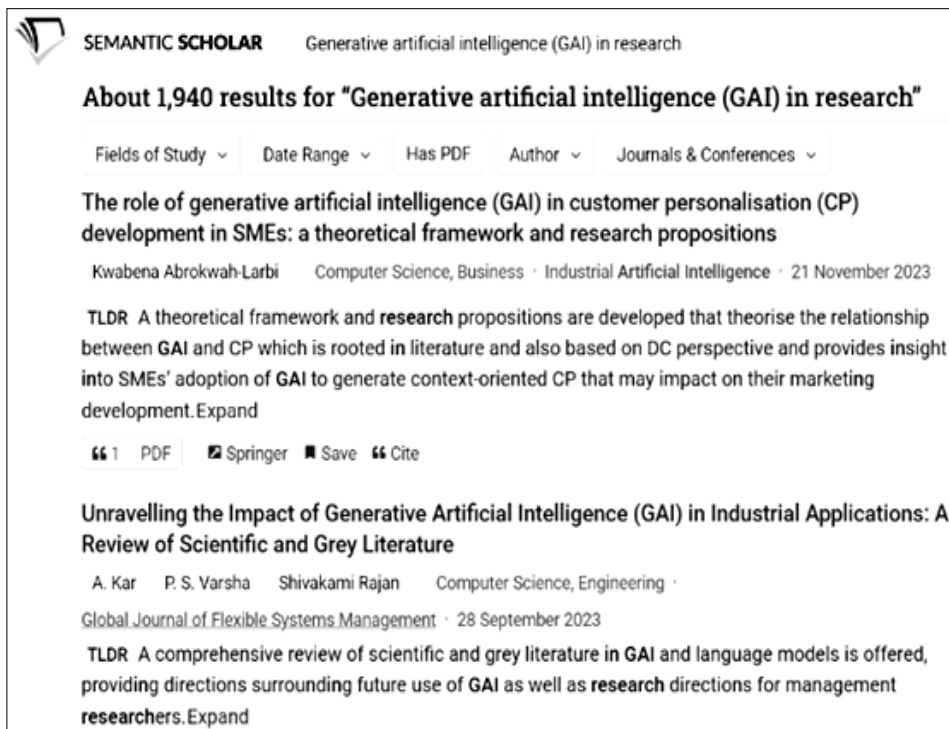 SEMANTIC SCHOLAR Generative artificial intelligence (GAI) in research
About 1,940 results for “Generative artificial intelligence (GAI) in research”
Fields of Study Date Range Has PDF Author Journals & Conferences
The role of generative artificial intelligence (GAI) in customer personalisation (CP)
development in SMEs: a theoretical framework and research propositions
Kwabena Abrokwah-Larbi Computer Science, Business · Industrial Artificial Intelligence · 21 November 2023
TLDR A theoretical framework and research propositions are developed that theorise the relationship
between GAI and CP which is rooted in literature and also based on DC perspective and provides insight
into SMEs’ adoption of GAI to generate context-oriented CP that may impact on their marketing
development.Expand
1 PDF Springer Save Cite
Unravelling the Impact of Generative Artificial Intelligence (GAI) in Industrial Applications: A
Review of Scientific and Grey Literature
A. Kar P. S. Varsha Shivakami Rajan Computer Science, Engineering ·
Global Journal of Flexible Systems Management · 28 September 2023
TLDR A comprehensive review of scientific and grey literature in GAI and language models is offered,
providing directions surrounding future use of GAI as well as research directions for management
researchers.Expand